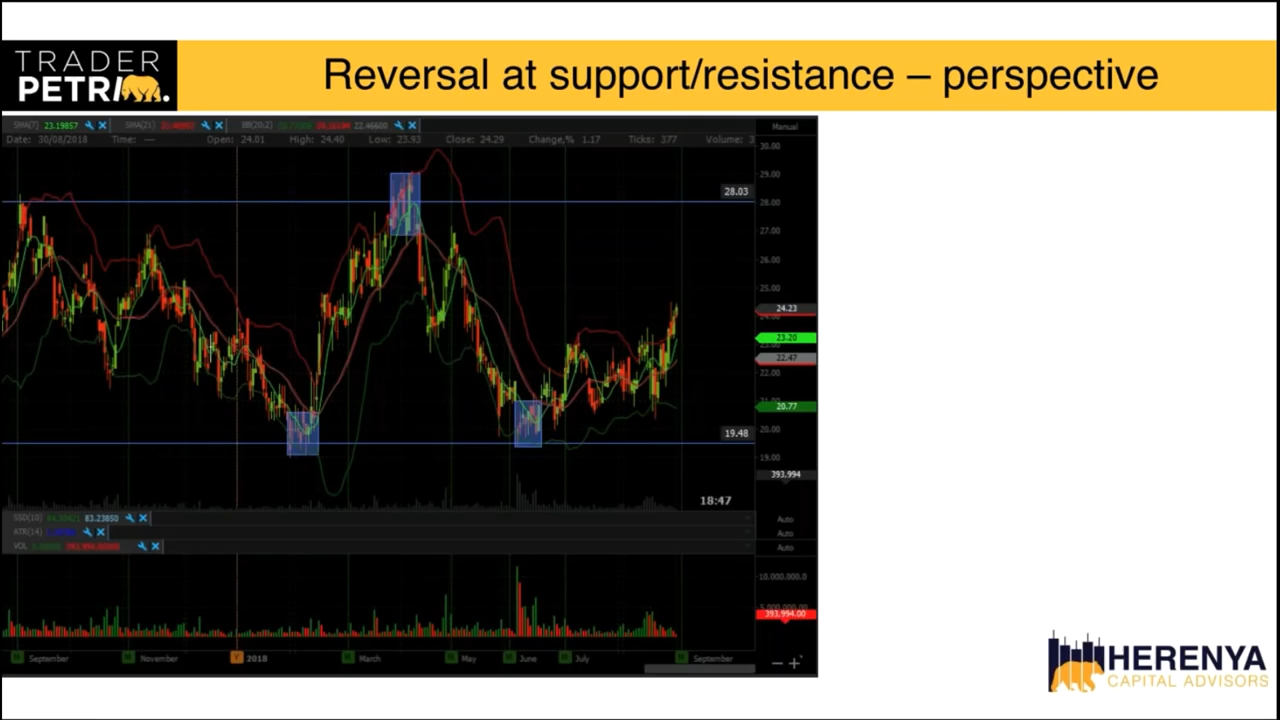 TRADER
PETRI.
Reversal at support/resistance – perspective
SMA(7) 23.19857 SMA(21) BB(20;2) 22.46600
Manual
Date: 30/08/2018 Time: — Open: 24.01 High: 24.40 Low: 23.93 Close: 24.29 Change,% 1.17 Ticks: 377 Volume: 3
30.00
29.00
28.03
28.00
27.00
26.00
25.00
24.23
23.20
22.47
22.00
20.77
20.00
19.48
19.00
393.994
18:47
SSD(10) 83.23850
Auto
ATR(14)
Auto
VOL
Auto
10.000.000.0
393,994.00
September November 2018 March May June July September
HERENYA
CAPITAL ADVISORS